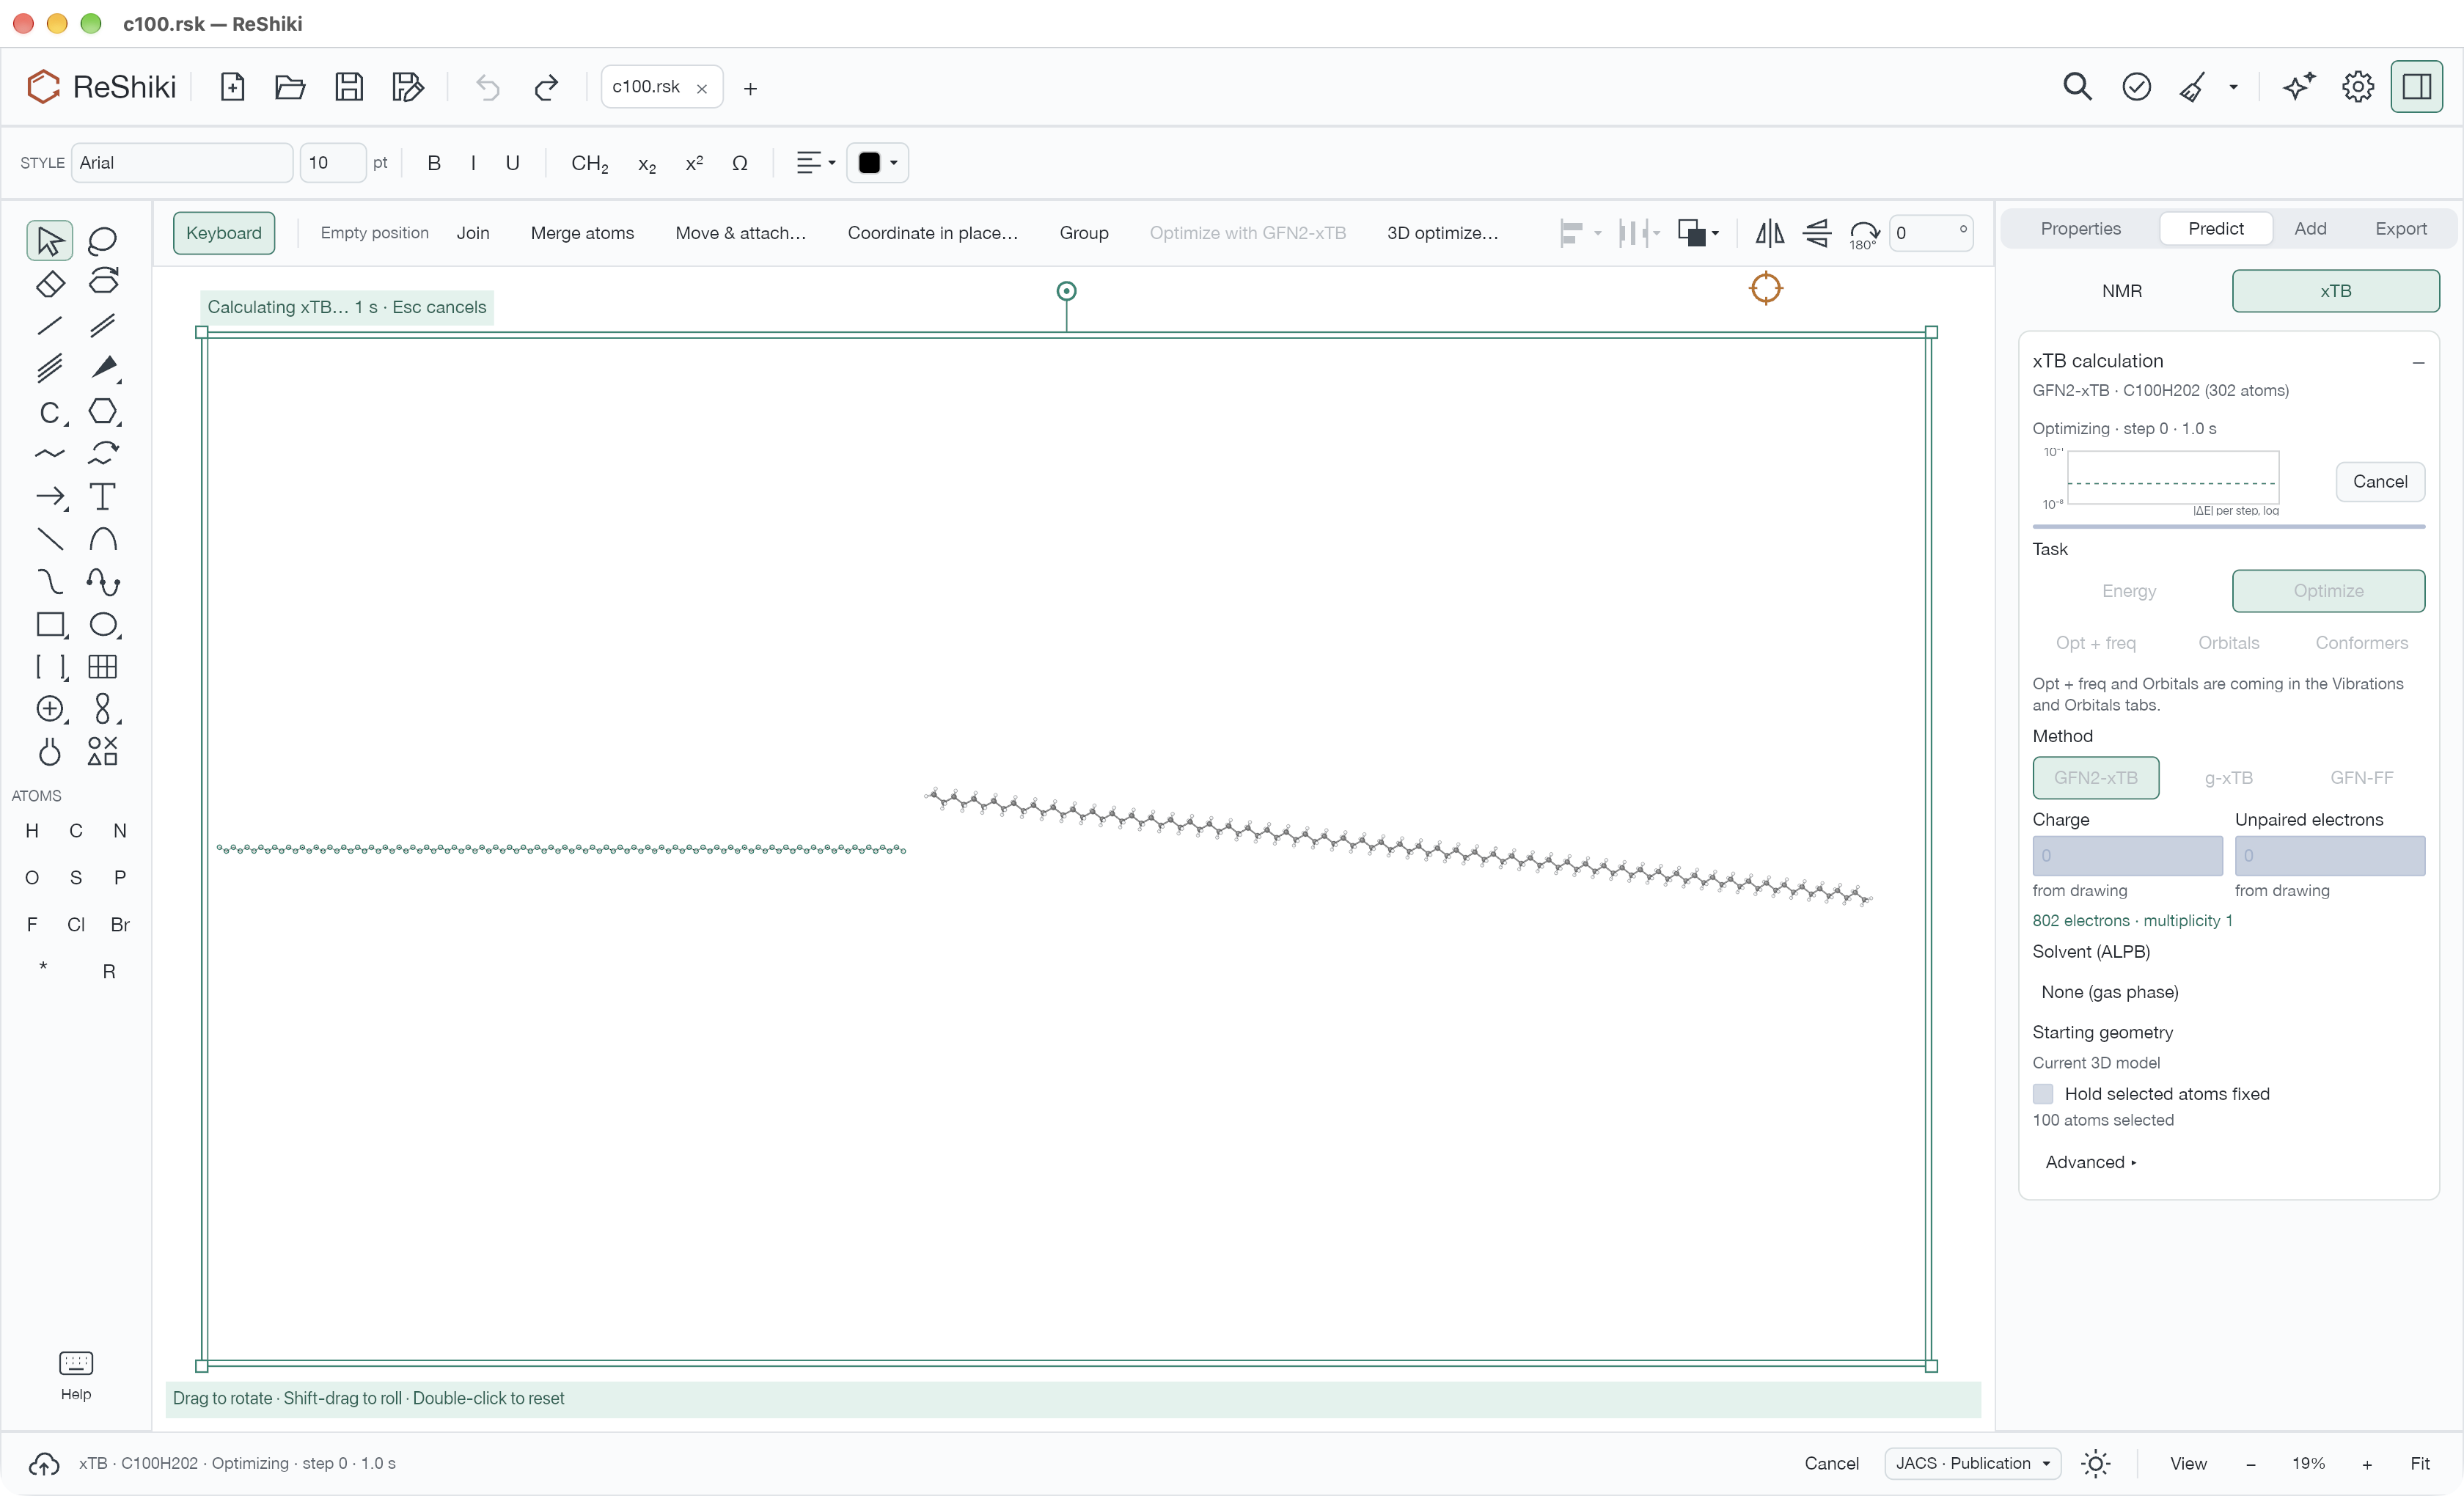 c100.rsk — ReShiki
ReShiki
c100.rsk ×
+
STYLE Arial 10 pt B I U CH₂ x₂ x² Ω
Keyboard Empty position Join Merge atoms Move & attach... Coordinate in place... Group Optimize with GFN2-xTB 3D optimize... 180° 0 °
Properties Predict Add Export
NMR xTB
Calculating xTB... 1 s · Esc cancels
xTB calculation
GFN2-xTB · C100H202 (302 atoms)
Optimizing · step 0 · 1.0 s
10⁻⁸
|ΔE| per step, log
Cancel
Task
Energy Optimize
Opt + freq Orbitals Conformers
Opt + freq and Orbitals are coming in the Vibrations
and Orbitals tabs.
Method
GFN2-xTB g-xTB GFN-FF
Charge Unpaired electrons
0 0
from drawing from drawing
802 electrons · multiplicity 1
Solvent (ALPB)
None (gas phase)
Starting geometry
Current 3D model
Hold selected atoms fixed
100 atoms selected
Advanced ▸
C
T
ATOMS
H C N
O S P
F Cl Br
* R
Help
Drag to rotate · Shift-drag to roll · Double-click to reset
xTB · C100H202 · Optimizing · step 0 · 1.0 s
Cancel JACS · Publication View − 19% + Fit